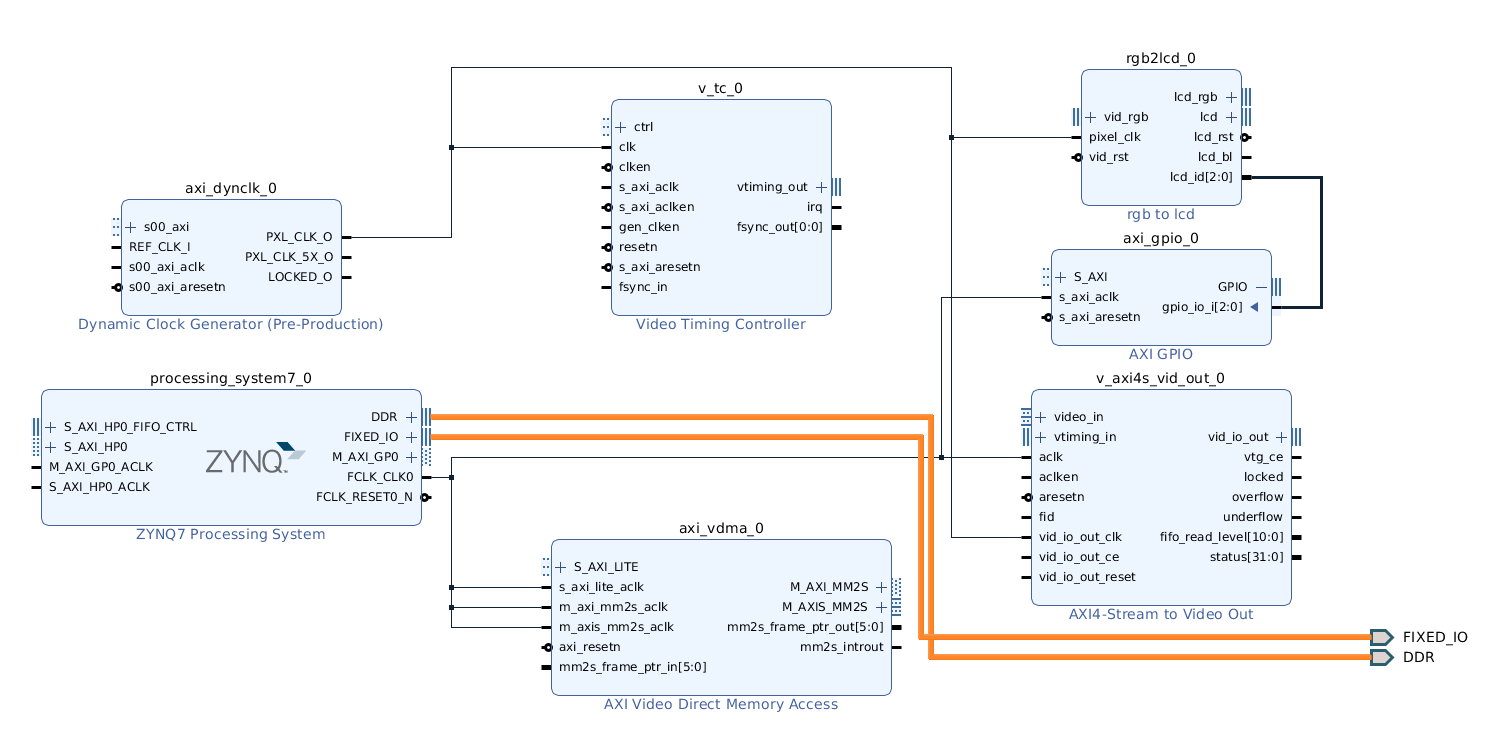 rgb2lcd_0
lcd_rgb
vid_rgb
lcd
pixel_clk
lcd_rst
vid_rst
lcd_bl
lcd_id[2:0]
rgb to lcd
v_tc_0
ctrl
clk
clken
s_axi_aclk
vtiming_out
s_axi_aclken
irq
gen_clken
fsync_out[0:0]
resetn
s_axi_aresetn
fsync_in
Video Timing Controller
axi_dynclk_0
s00_axi
PXL_CLK_O
REF_CLK_I
PXL_CLK_5X_O
s00_axi_aclk
LOCKED_O
s00_axi_aresetn
Dynamic Clock Generator (Pre-Production)
axi_gpio_0
S_AXI
GPIO
s_axi_aclk
gpio_io_i[2:0]
s_axi_aresetn
AXI GPIO
processing_system7_0
DDR
S_AXI_HP0_FIFO_CTRL
FIXED_IO
S_AXI_HP0
M_AXI_GP0
M_AXI_GP0_ACLK
FCLK_CLK0
S_AXI_HP0_ACLK
FCLK_RESET0_N
ZYNQ
ZYNQ7 Processing System
v_axi4s_vid_out_0
video_in
vtiming_in
vid_io_out
aclk
vtg_ce
aclken
locked
aresetn
overflow
fid
underflow
vid_io_out_clk
fifo_read_level[10:0]
vid_io_out_ce
status[31:0]
vid_io_out_reset
AXI4-Stream to Video Out
axi_vdma_0
S_AXI_LITE
s_axi_lite_aclk
M_AXI_MM2S
m_axi_mm2s_aclk
M_AXIS_MM2S
m_axis_mm2s_aclk
mm2s_frame_ptr_out[5:0]
axi_resetn
mm2s_introut
mm2s_frame_ptr_in[5:0]
AXI Video Direct Memory Access
FIXED_IO
DDR